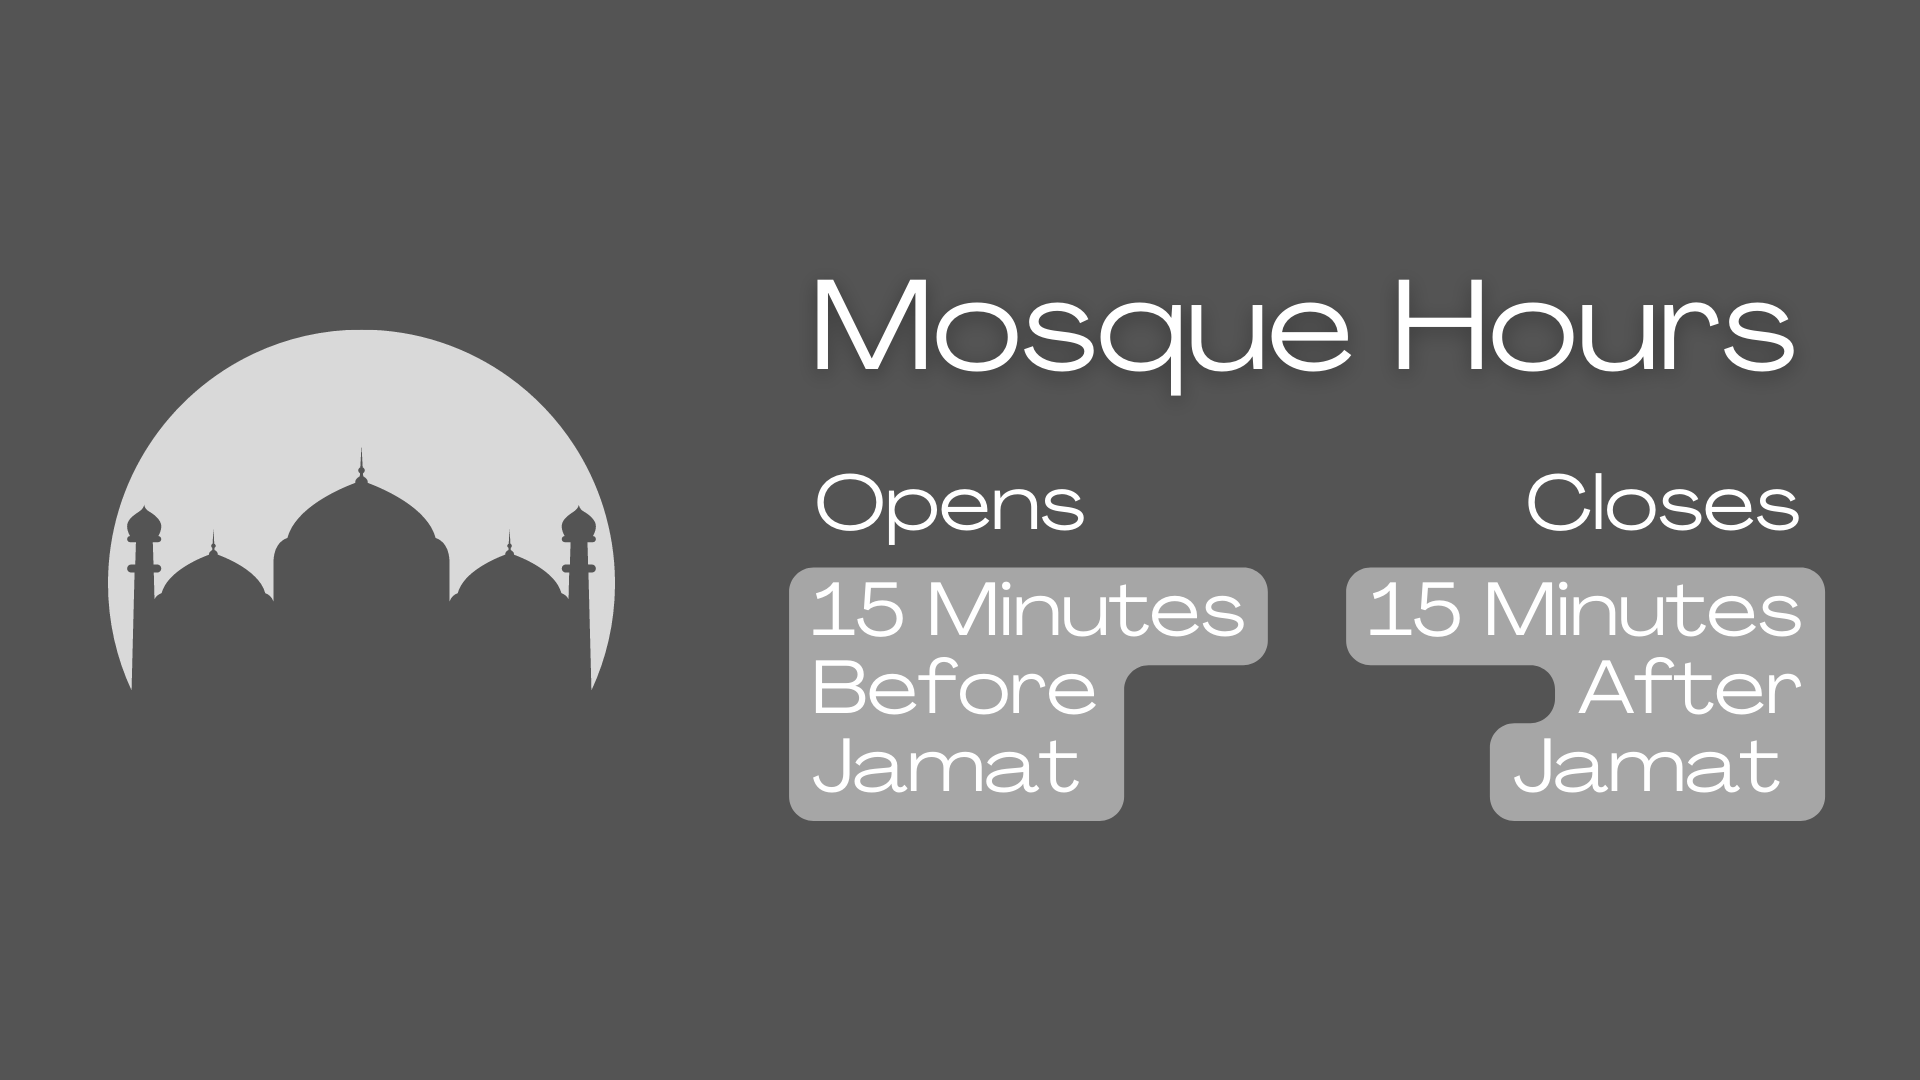 Mosque Hours
Opens
15 Minutes
Before
Jamat
Closes
15 Minutes
After
Jamat